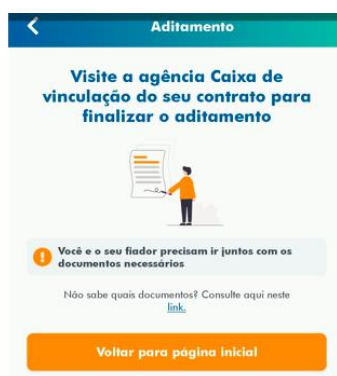 Aditamento
Visite a agência Caixa de
vinculação do seu contrato para
finalizar o aditamento
Você e o seu fiador precisam ir juntos com os
documentos necessários
Não sabe quais documentos? Consulte aqui neste
link.
Voltar para página inicial